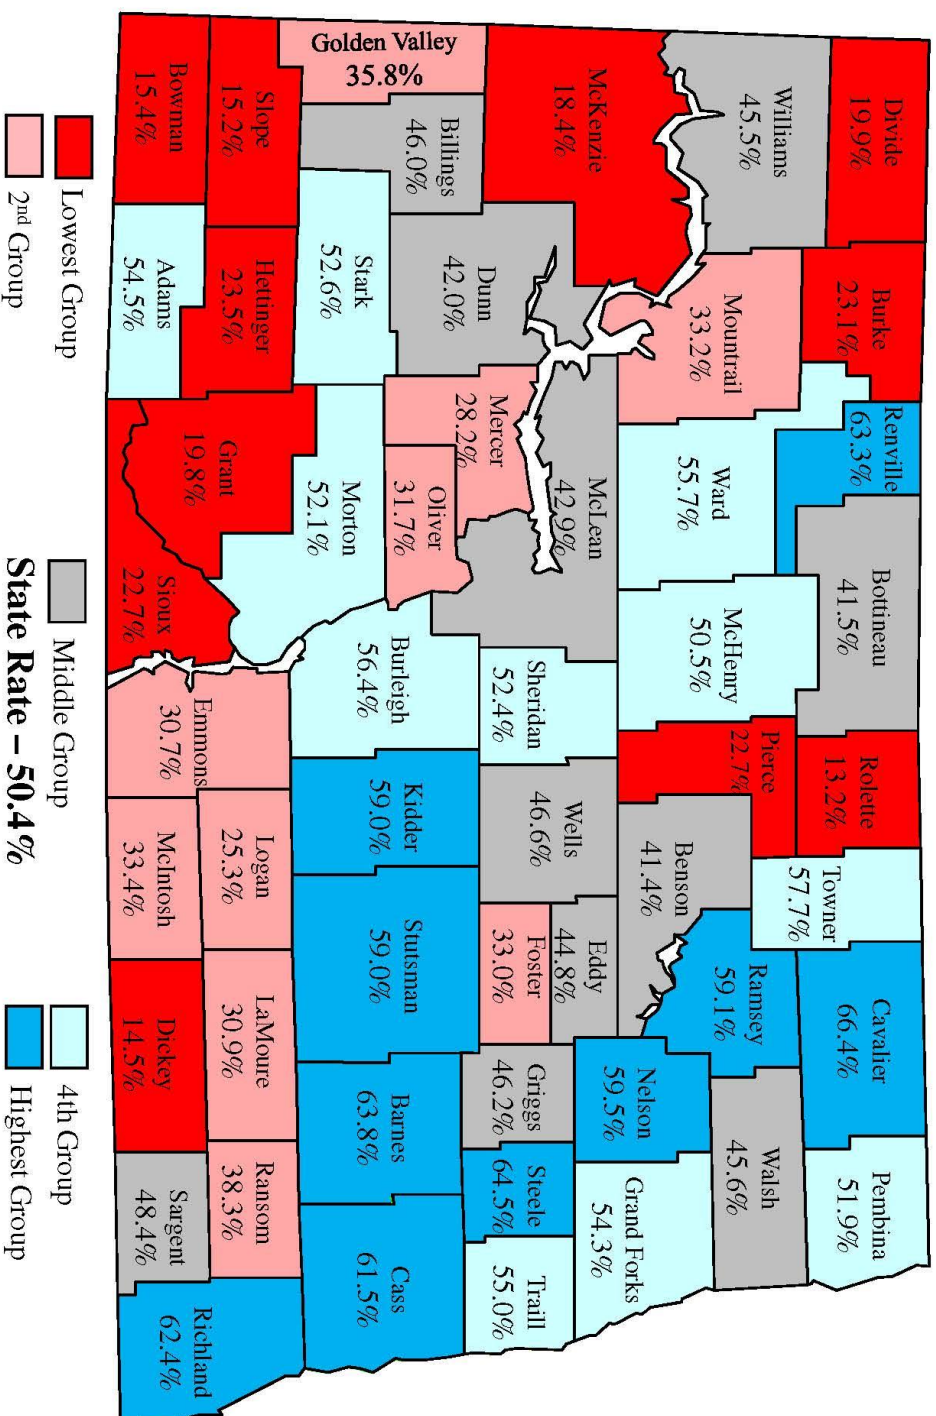 Divide
19.9%
Burke
23.1%
Renville
63.3%
Bottineau
41.5%
Rolette
13.2%
Towner
57.7%
Cavalier
66.4%
Pembina
51.9%
Williams
45.5%
Mountrail
33.2%
Ward
55.7%
McHenry
50.5%
Pierce
22.7%
Benson
41.4%
Ramsey
59.1%
Walsh
45.6%
McKenzie
18.4%
Dunn
42.0%
McLean
42.9%
Mercer
28.2%
Oliver
31.7%
Sheridan
52.4%
Wells
46.6%
Eddy
44.8%
Foster
33.0%
Nelson
59.5%
Grand Forks
54.3%
Griggs
46.2%
Steele
64.5%
Traill
55.0%
Golden Valley
35.8%
Billings
46.0%
Stark
52.6%
Morton
52.1%
Burleigh
56.4%
Kidder
59.0%
Stutsman
59.0%
Barnes
63.8%
Cass
61.5%
Slope
15.2%
Hettinger
23.5%
Grant
19.8%
Bowman
15.4%
Adams
54.5%
Sioux
22.7%
Emmons
30.7%
Logan
25.3%
McIntosh
33.4%
LaMoure
30.9%
Dickey
14.5%
Ransom
38.3%
Sargent
48.4%
Richland
62.4%
Lowest Group
2nd Group
Middle Group
4th Group
Highest Group
State Rate – 50.4%